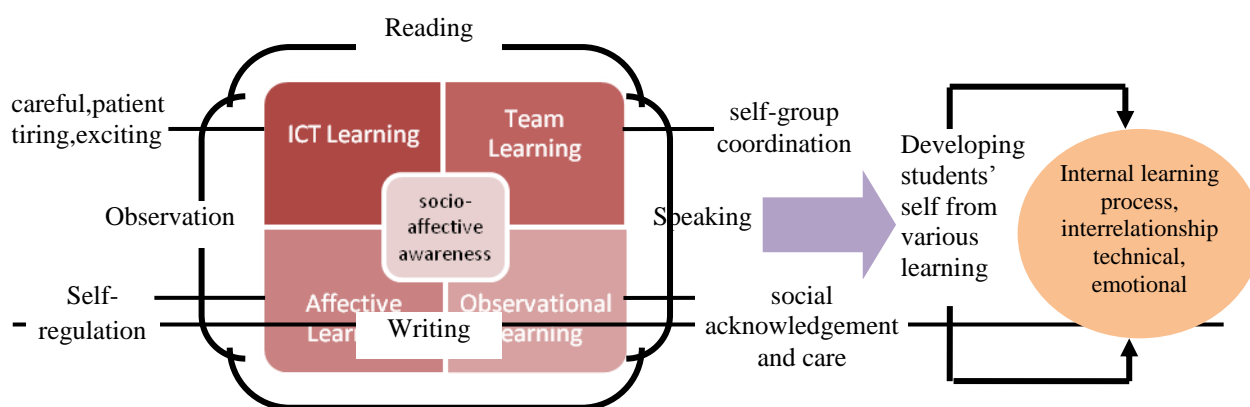 Reading
careful,patient
tiring,exciting
ICT Learning
Team
Learning
self-group
coordination
Observation
socio-
affective
awareness
Speaking
Developing
students'
self from
various
learning
Internal learning
process,
interrelationship
technical,
emotional
Self-
regulation
Affective
Observational
Writing
social
acknowledgement
and care